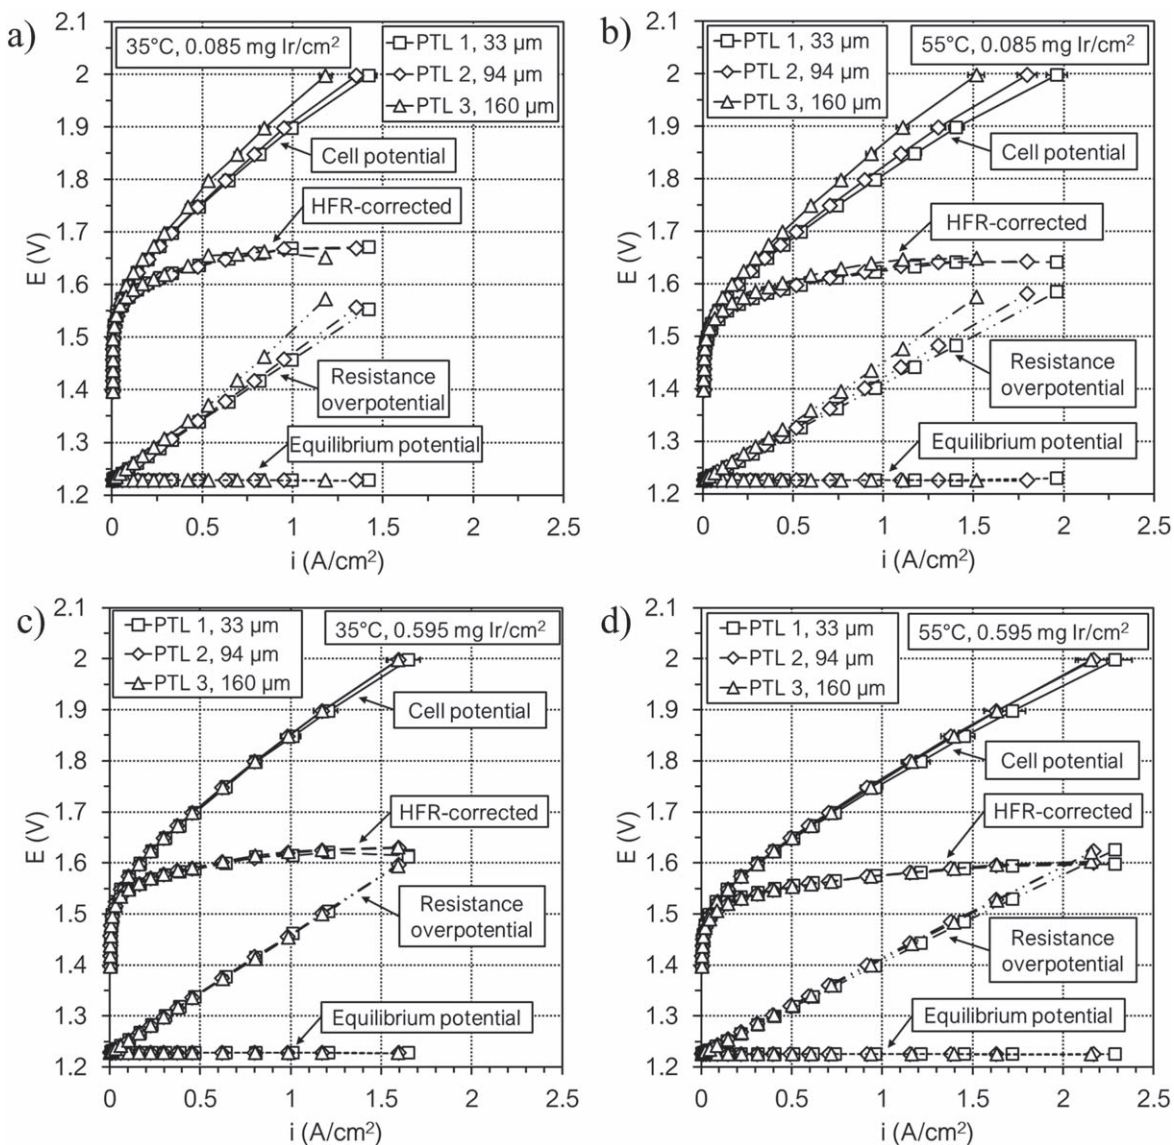 a)
35°C, 0.085 mg Ir/cm²
PTL 1, 33 µm
PTL 2, 94 µm
PTL 3, 160 µm
Cell potential
HFR-corrected
Resistance
overpotential
Equilibrium potential
E (V)
2.1
2
1.9
1.8
1.7
1.6
1.5
1.4
1.3
1.2
0
0.5
1
1.5
2
2.5
i (A/cm²)
b)
55°C, 0.085 mg Ir/cm²
PTL 1, 33 µm
PTL 2, 94 µm
PTL 3, 160 µm
Cell potential
HFR-corrected
Resistance
overpotential
Equilibrium potential
E (V)
2.1
2
1.9
1.8
1.7
1.6
1.5
1.4
1.3
1.2
0
0.5
1
1.5
2
2.5
i (A/cm²)
c)
PTL 1, 33 µm
PTL 2, 94 µm
PTL 3, 160 µm
35°C, 0.595 mg Ir/cm²
Cell potential
HFR-corrected
Resistance
overpotential
Equilibrium potential
E (V)
2.1
2
1.9
1.8
1.7
1.6
1.5
1.4
1.3
1.2
0
0.5
1
1.5
2
2.5
i (A/cm²)
d)
PTL 1, 33 µm
PTL 2, 94 µm
PTL 3, 160 µm
55°C, 0.595 mg Ir/cm²
Cell potential
HFR-corrected
Resistance
overpotential
Equilibrium potential
E (V)
2.1
2
1.9
1.8
1.7
1.6
1.5
1.4
1.3
1.2
0
0.5
1
1.5
2
2.5
i (A/cm²)